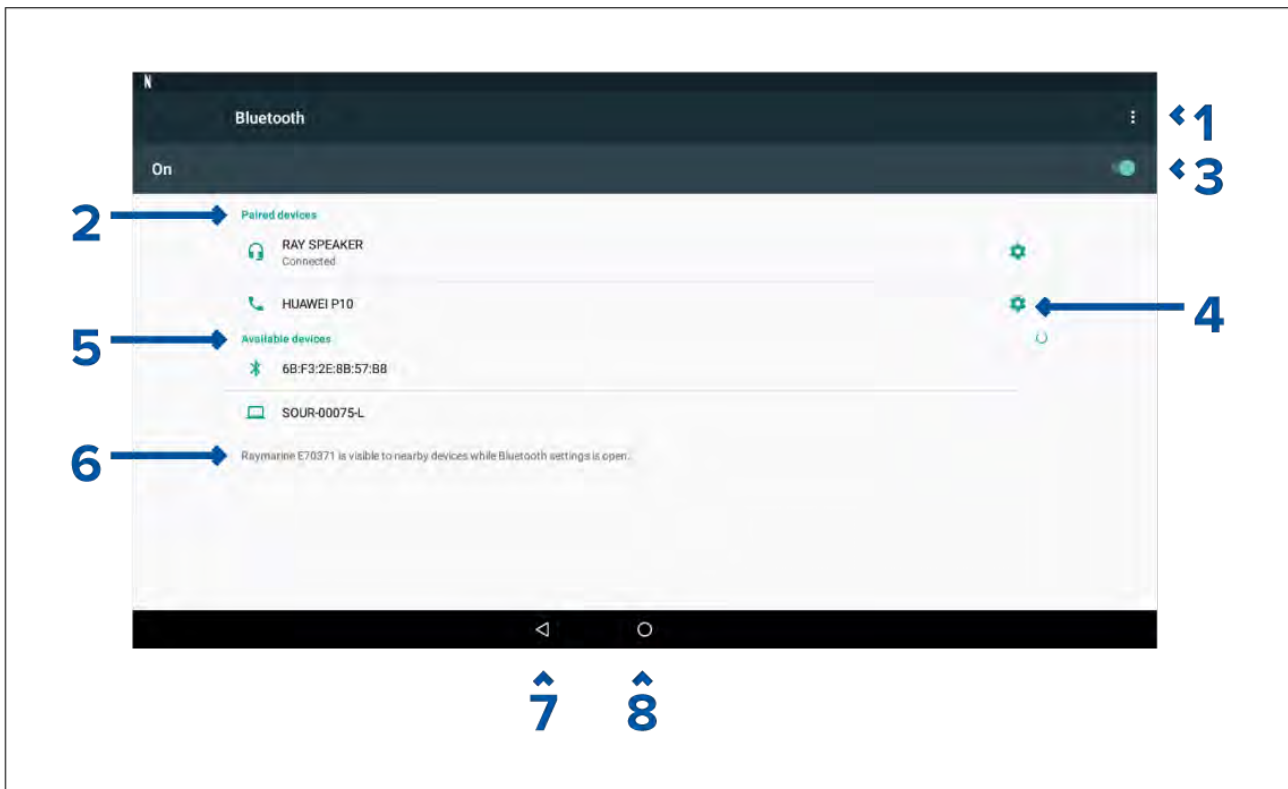 N
Bluetooth
1
On
3
2
Paired devices
RAY SPEAKER
Connected
HUAWEI P10
4
5
Available devices
6B:F3:2E:8B:57:B8
SOUR-00075-L
6
Raymarine E70371 is visible to nearby devices while Bluetooth settings is open.
7
8